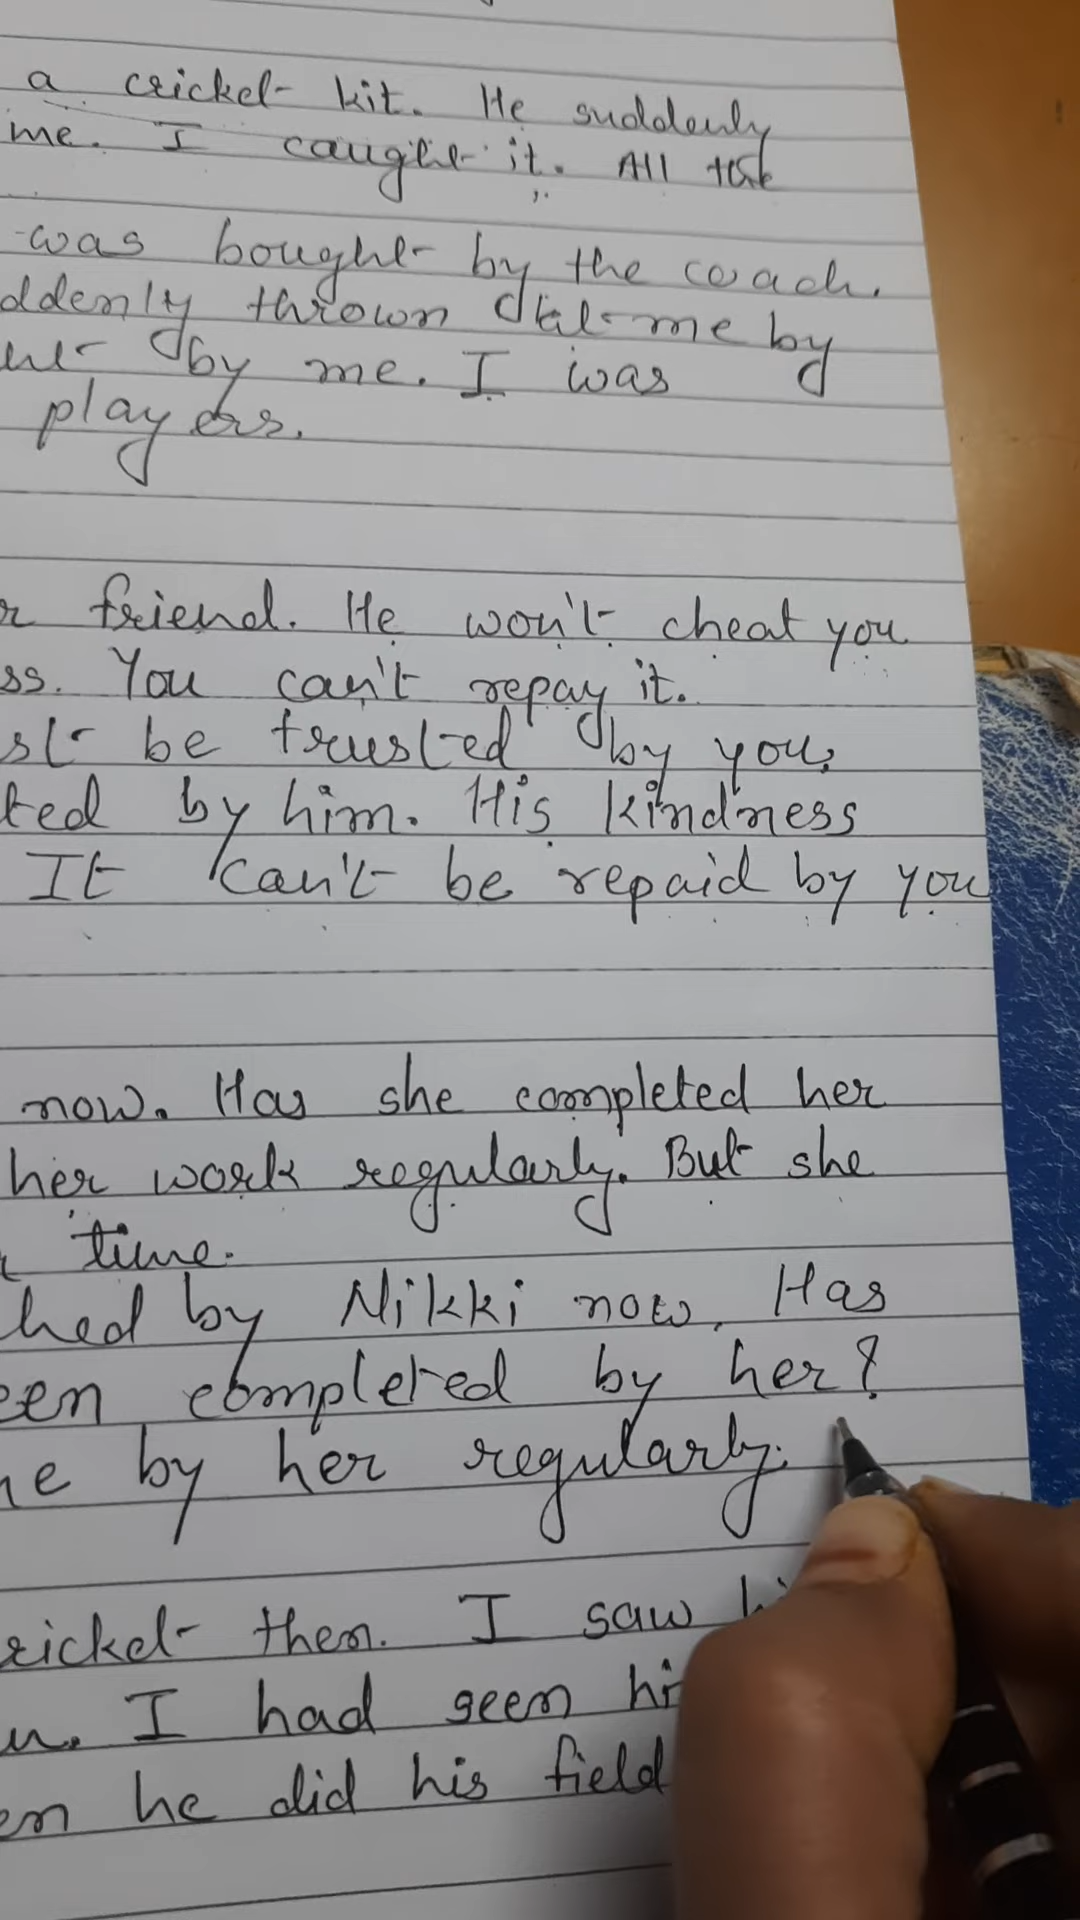 a cricket kit. He suddenly
me. I caught it. All the
was bought by the coach.
ddenly thrown at me by
by me. I was
players.
r friend. He won't cheat you
ss. You can't repay it.
st be trusted by you,
ted by him. His kindness
It can't be repaid by you
now. Has she completed her
her work regularly. But she
time.
hed by Nikki now. Has
een completed by her?
ne by her regularly.
ricket then. I saw hi
I had seen hi
en he did his field